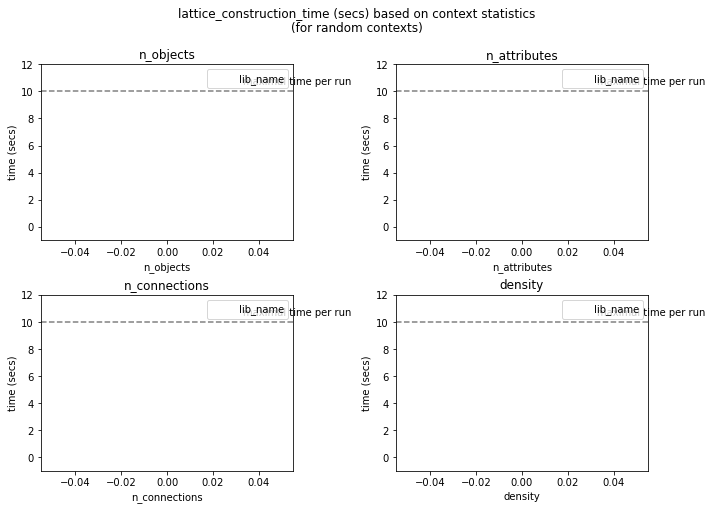 lattice_construction_time (secs) based on context statistics
(for random contexts)
n_objects
12
lib_name
time per run
10
8
6
4
2
0
time (secs)
−0.04
−0.02
0.00
0.02
0.04
n_objects
n_attributes
12
lib_name
time per run
10
8
6
4
2
0
time (secs)
−0.04
−0.02
0.00
0.02
0.04
n_attributes
n_connections
12
lib_name
time per run
10
8
6
4
2
0
time (secs)
−0.04
−0.02
0.00
0.02
0.04
n_connections
density
12
lib_name
time per run
10
8
6
4
2
0
time (secs)
−0.04
−0.02
0.00
0.02
0.04
density